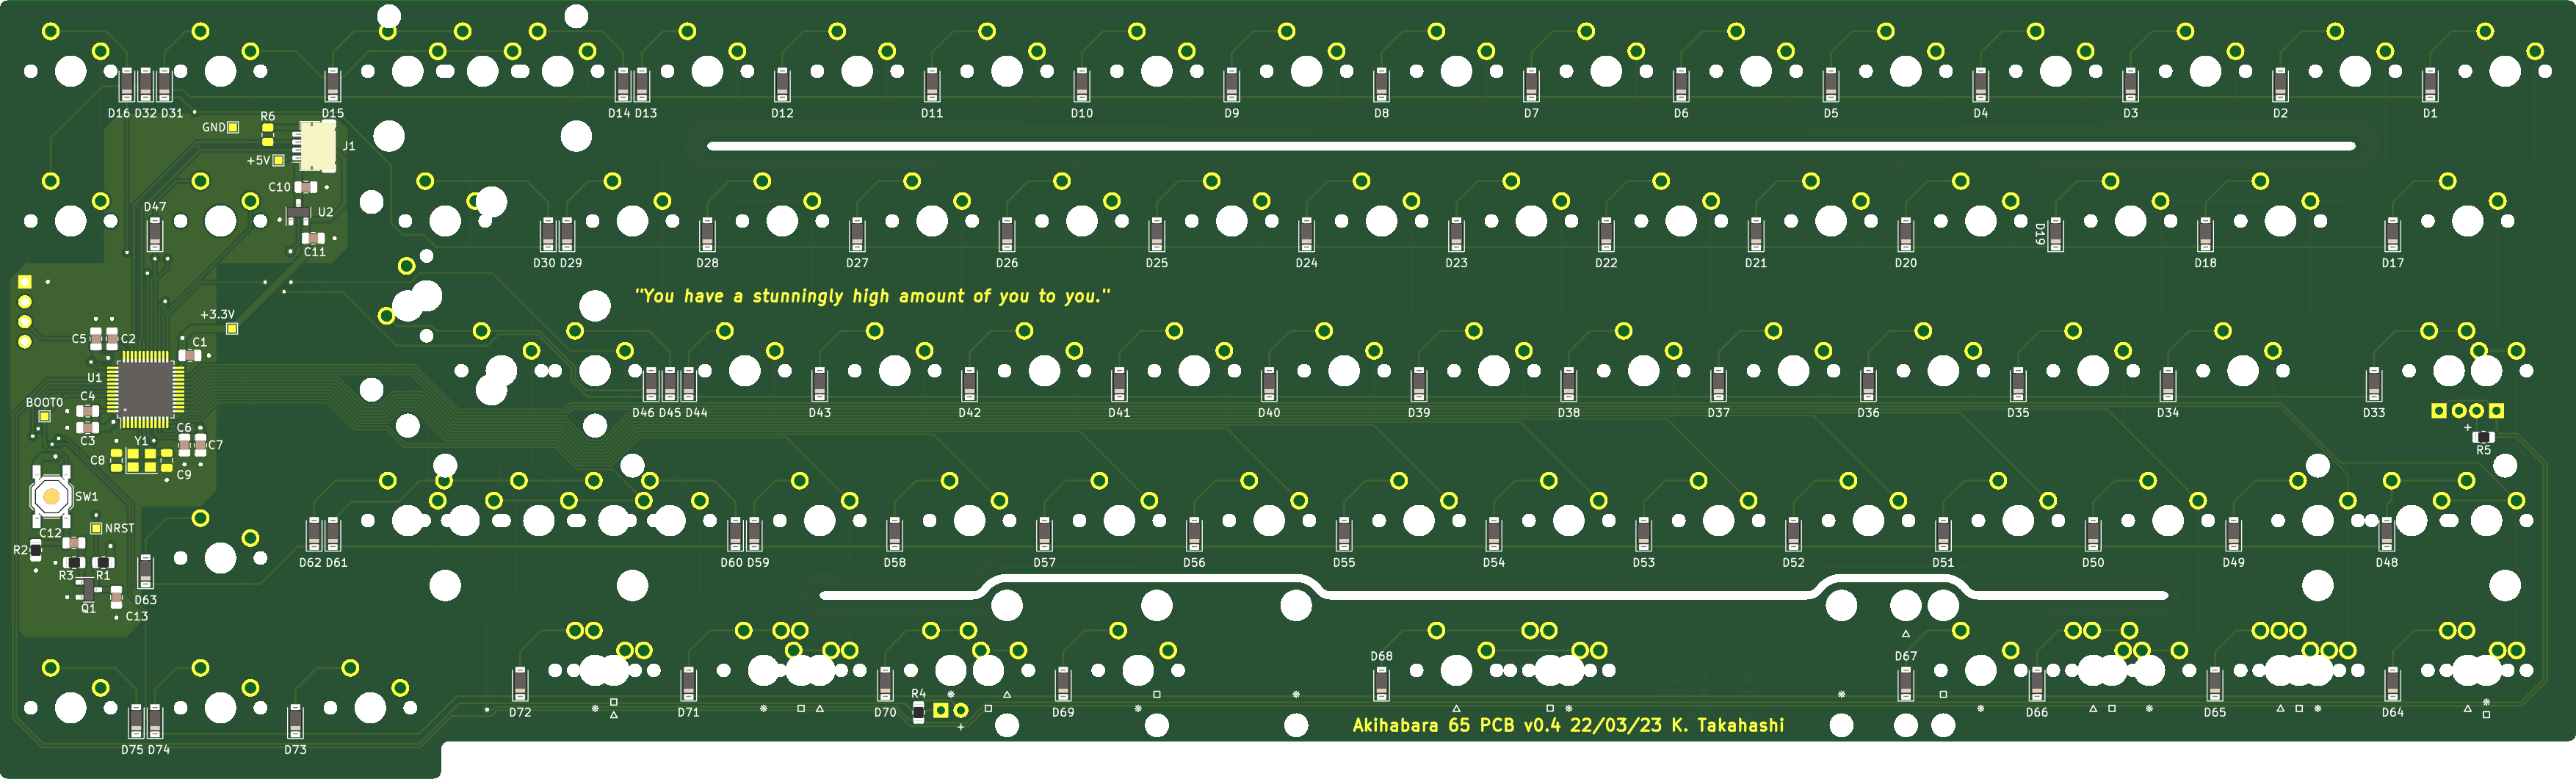 D16 D32 D31 D15 D14 D13 D12 D11 D10 D9 D8 D7 D6 D5 D4 D3 D2 D1
GND R6
J1
+5V
C10
D47 U2
D19
C11 D30 D29 D28 D27 D26 D25 D24 D23 D22 D21 D20 D18 D17
"You have a stunningly high amount of you to you."
+3.3V
C5 C2 C1
U1
C4
BOOT0 D46 D45 D44 D43 D42 D41 D40 D39 D38 D37 D36 D35 D34 D33
C6 +
C3 Y1 C7
R5
C8
C9
SW1
NRST
C12
R2 D62 D61 D60 D59 D58 D57 D56 D55 D54 D53 D52 D51 D50 D49 D48
R3 R1
D63
Q1
C13
D68 D67
R4
D72 D71 D70 D69 D66 D65 D64
+
Akihabara 65 PCB v0.4 22/03/23 K. Takahashi
D75 D74 D73